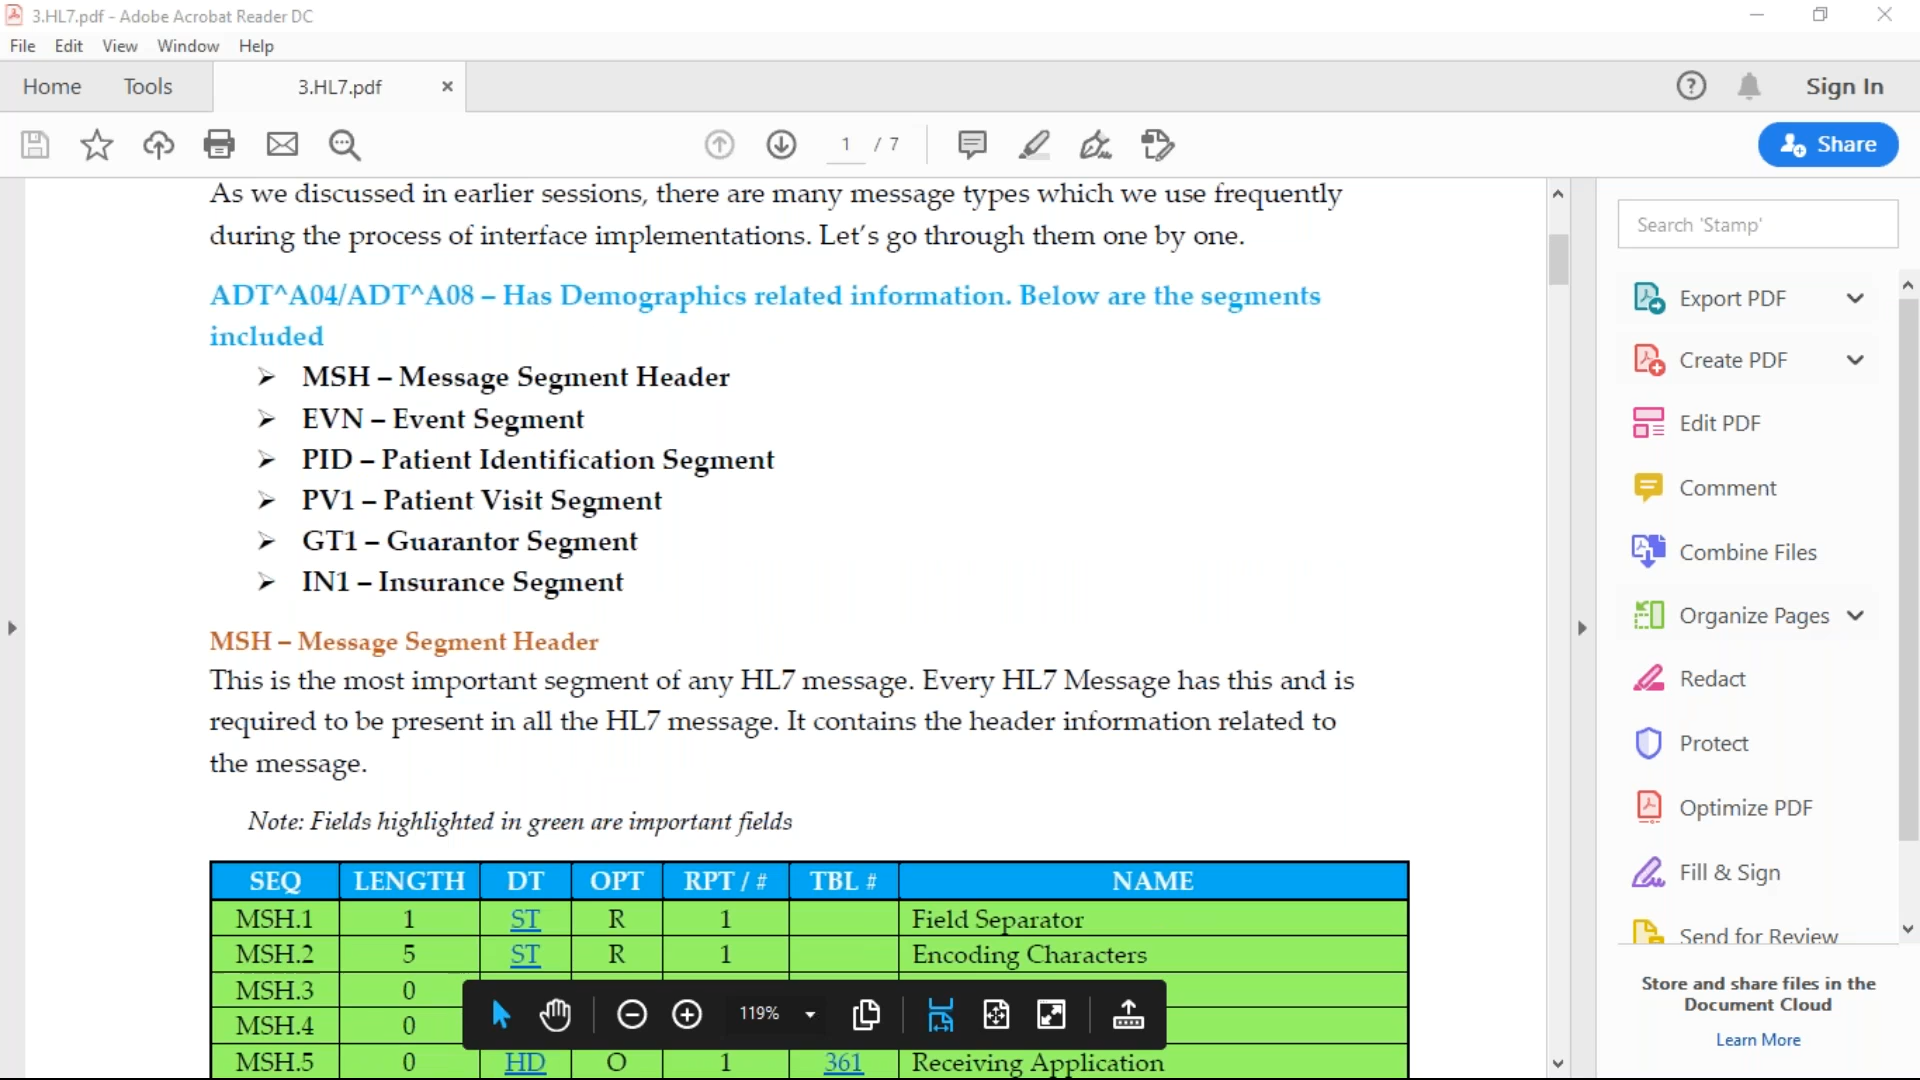 3.HL7.pdf - Adobe Acrobat Reader DC
File Edit View Window Help
Home Tools 3.HL7.pdf × Sign In
1 / 7 Share
As we discussed in earlier sessions, there are many message types which we use frequently
during the process of interface implementations. Let's go through them one by one.
ADT^A04/ADT^A08 – Has Demographics related information. Below are the segments
included
➢ MSH – Message Segment Header
➢ EVN – Event Segment
➢ PID – Patient Identification Segment
➢ PV1 – Patient Visit Segment
➢ GT1 – Guarantor Segment
➢ IN1 – Insurance Segment
MSH – Message Segment Header
This is the most important segment of any HL7 message. Every HL7 Message has this and is
required to be present in all the HL7 message. It contains the header information related to
the message.
Note: Fields highlighted in green are important fields
SEQ LENGTH DT OPT RPT / # TBL # NAME
MSH.1 1 ST R 1 Field Separator
MSH.2 5 ST R 1 Encoding Characters
MSH.3 0
MSH.4 0
MSH.5 0 HD O 1 361 Receiving Application
119%
Search 'Stamp'
Export PDF
Create PDF
Edit PDF
Comment
Combine Files
Organize Pages
Redact
Protect
Optimize PDF
Fill & Sign
Send for Review
Store and share files in the
Document Cloud
Learn More